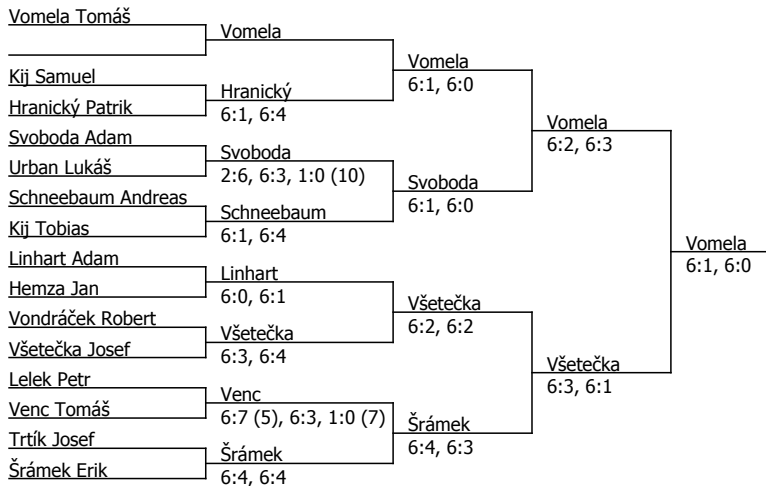 Vomela Tomáš
Kij Samuel
Hranický Patrik
Svoboda Adam
Urban Lukáš
Schneebaum Andreas
Kij Tobias
Linhart Adam
Hemza Jan
Vondráček Robert
Všetečka Josef
Lelek Petr
Venc Tomáš
Trtík Josef
Šrámek Erik
Vomela
Hranický
6:1, 6:4
Svoboda
2:6, 6:3, 1:0 (10)
Schneebaum
6:1, 6:4
Linhart
6:0, 6:1
Všetečka
6:3, 6:4
Venc
6:7 (5), 6:3, 1:0 (7)
Šrámek
6:4, 6:4
Vomela
6:1, 6:0
Svoboda
6:1, 6:0
Všetečka
6:2, 6:2
Šrámek
6:4, 6:3
Vomela
6:2, 6:3
Všetečka
6:3, 6:1
Vomela
6:1, 6:0